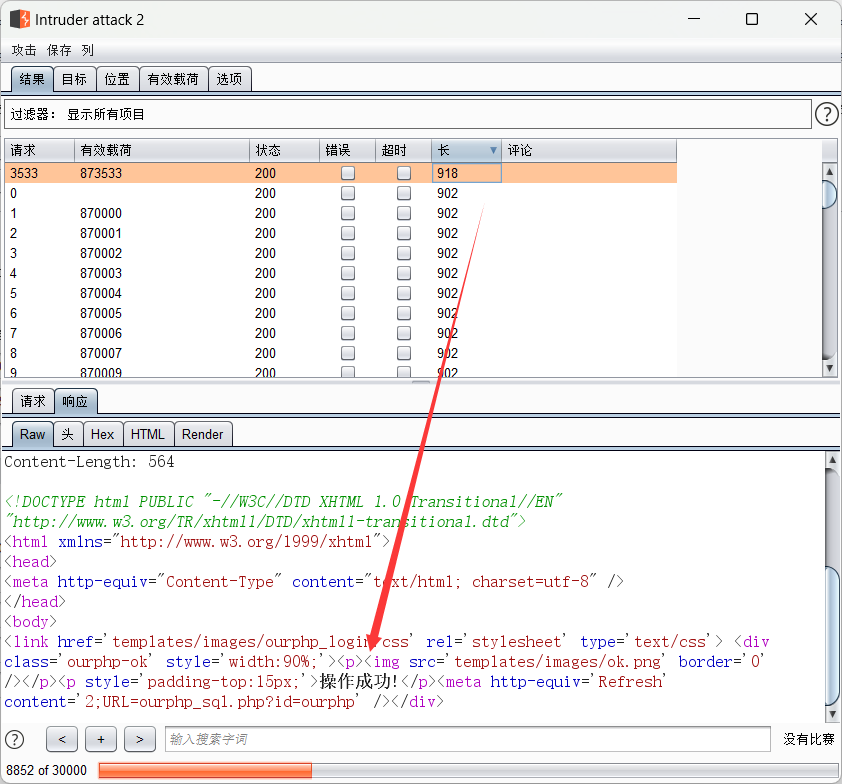 Intruder attack 2
攻击 保存 列
结果 目标 位置 有效载荷 选项
过滤器： 显示所有项目
?
请求 有效载荷 状态 错误 超时 长 评论
3533 873533 200 918
0 200 902
1 870000 200 902
2 870001 200 902
3 870002 200 902
4 870003 200 902
5 870004 200 902
6 870005 200 902
7 870006 200 902
8 870007 200 902
9 870009 200 902
请求 响应
Raw 头 Hex HTML Render
Content-Length: 564
<!DOCTYPE html PUBLIC "-//W3C//DTD XHTML 1.0 Transitional//EN"
"http://www.w3.org/TR/xhtml1/DTD/xhtml1-transitional.dtd">
<html xmlns="http://www.w3.org/1999/xhtml">
<head>
<meta http-equiv="Content-Type" content="text/html; charset=utf-8" />
</head>
<body>
<link href='templates/images/ourphp_login.css' rel='stylesheet' type='text/css'> <div
class='ourphp-ok' style='width:90%;'><p><img src='templates/images/ok.png' border='0'
/></p><p style='padding-top:15px;'>操作成功!</p><meta http-equiv='Refresh'
content='2;URL=ourphp_sql.php?id=ourphp' /></div>
? < + > 输入搜索字词 没有比赛
8852 of 30000